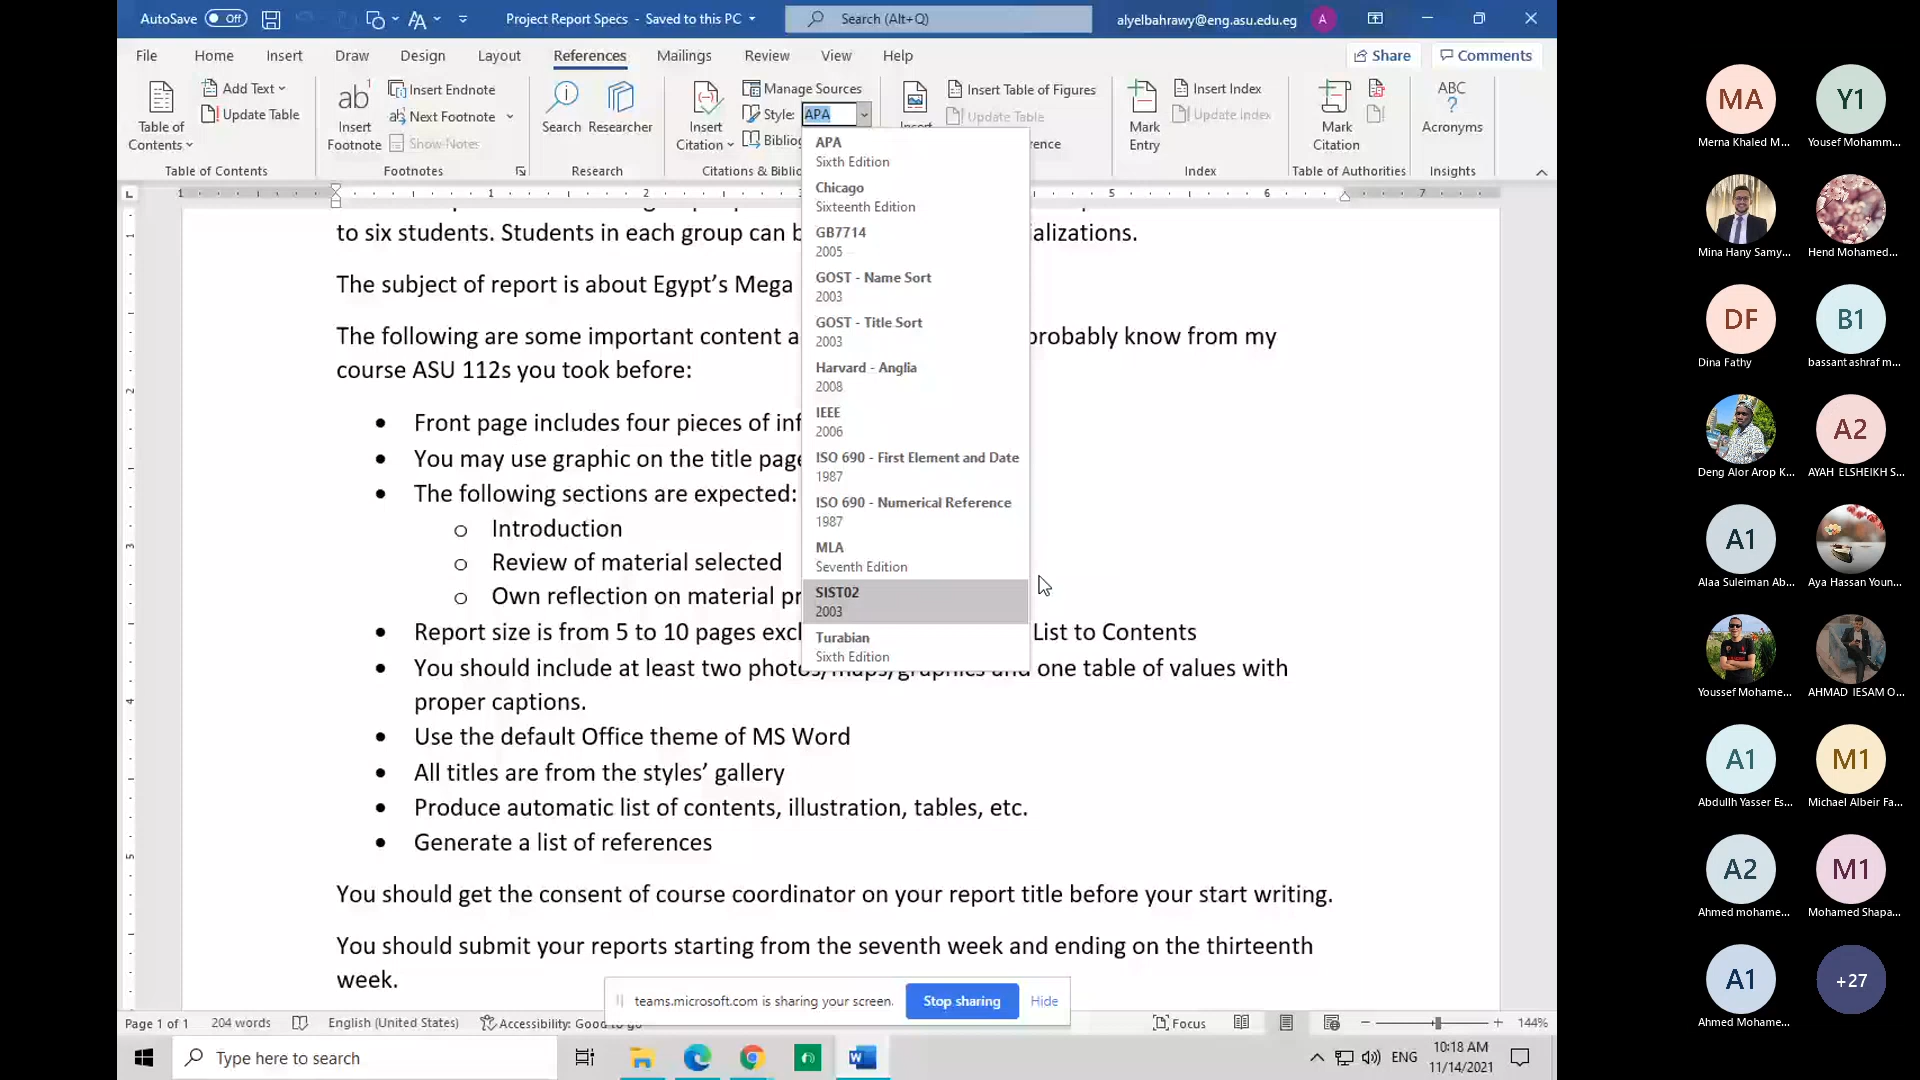 AutoSave Off
Project Report Specs - Saved to this PC
Search (Alt+Q)
alyelbahrawy@eng.asu.edu.eg A
File Home Insert Draw Design Layout References Mailings Review View Help Share Comments
Table of Contents
Add Text
Update Table
Table of Contents
ab
Insert Footnote
Insert Endnote
Next Footnote
Show Notes
Footnotes
Search
Researcher
Research
Insert Citation
Manage Sources
Style: APA
Citations &
Insert Table of Figures
Update Table
Mark Entry
Insert Index
Update Index
Index
Mark Citation
Table of Authorities
ABC
?
Acronyms
Insights
APA
Sixth Edition
Chicago
Sixteenth Edition
GB7714
2005
GOST - Name Sort
2003
GOST - Title Sort
2003
Harvard - Anglia
2008
IEEE
2006
ISO 690 - First Element and Date
1987
ISO 690 - Numerical Reference
1987
MLA
Seventh Edition
SIST02
2003
Turabian
Sixth Edition
to six students. Students in each group can
The subject of report is about Egypt’s Mega
The following are some important content probably know from my
course ASU 112s you took before:
• Front page includes four pieces of
• You may use graphic on the title page
• The following sections are expected:
o Introduction
o Review of material selected
o Own reflection on material
• Report size is from 5 to 10 pages List to Contents
• You should include at least two photos/maps/graphics and one table of values with
proper captions.
• Use the default Office theme of MS Word
• All titles are from the styles’ gallery
• Produce automatic list of contents, illustration, tables, etc.
• Generate a list of references
You should get the consent of course coordinator on your report title before your start writing.
You should submit your reports starting from the seventh week and ending on the thirteenth
week.
teams.microsoft.com is sharing your screen. Stop sharing Hide
Page 1 of 1 204 words English (United States) Accessibility: Good to go Focus 144%
Type here to search
ENG
10:18 AM
11/14/2021
MA
Merna Khaled M...
Y1
Yousef Mohamm...
Mina Hany Samy...
Hend Mohamed...
DF
Dina Fathy
B1
bassant ashraf m...
Deng Alor Arop K...
A2
AYAH ELSHEIKH S...
A1
Alaa Suleiman Ab...
Aya Hassan Youn...
Youssef Mohame...
AHMAD IESAM O...
A1
Abdullh Yasser Es...
M1
Michael Albeir Fa...
A2
Ahmed mohame...
M1
Mohamed Shapa...
A1
Ahmed Mohame...
+27